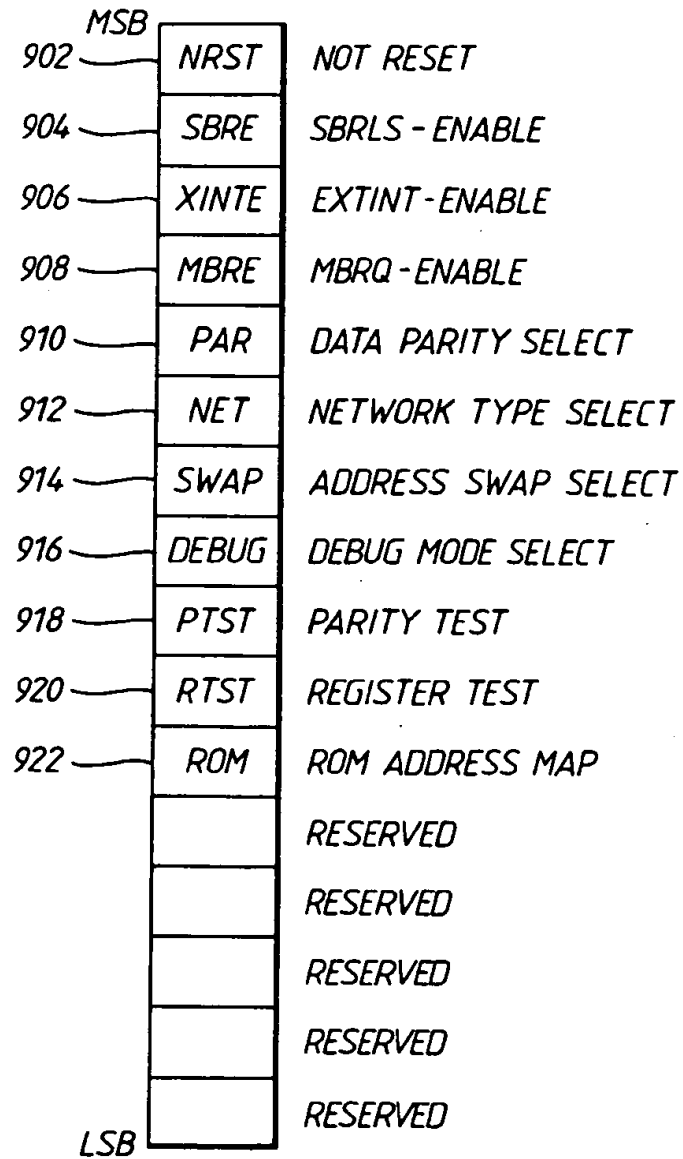 MSB
902 NRST NOT RESET
904 SBRE SBRLS-ENABLE
906 XINTE EXTINT-ENABLE
908 MBRE MBRQ-ENABLE
910 PAR DATA PARITY SELECT
912 NET NETWORK TYPE SELECT
914 SWAP ADDRESS SWAP SELECT
916 DEBUG DEBUG MODE SELECT
918 PTST PARITY TEST
920 RTST REGISTER TEST
922 ROM ROM ADDRESS MAP
RESERVED
RESERVED
RESERVED
RESERVED
RESERVED
LSB